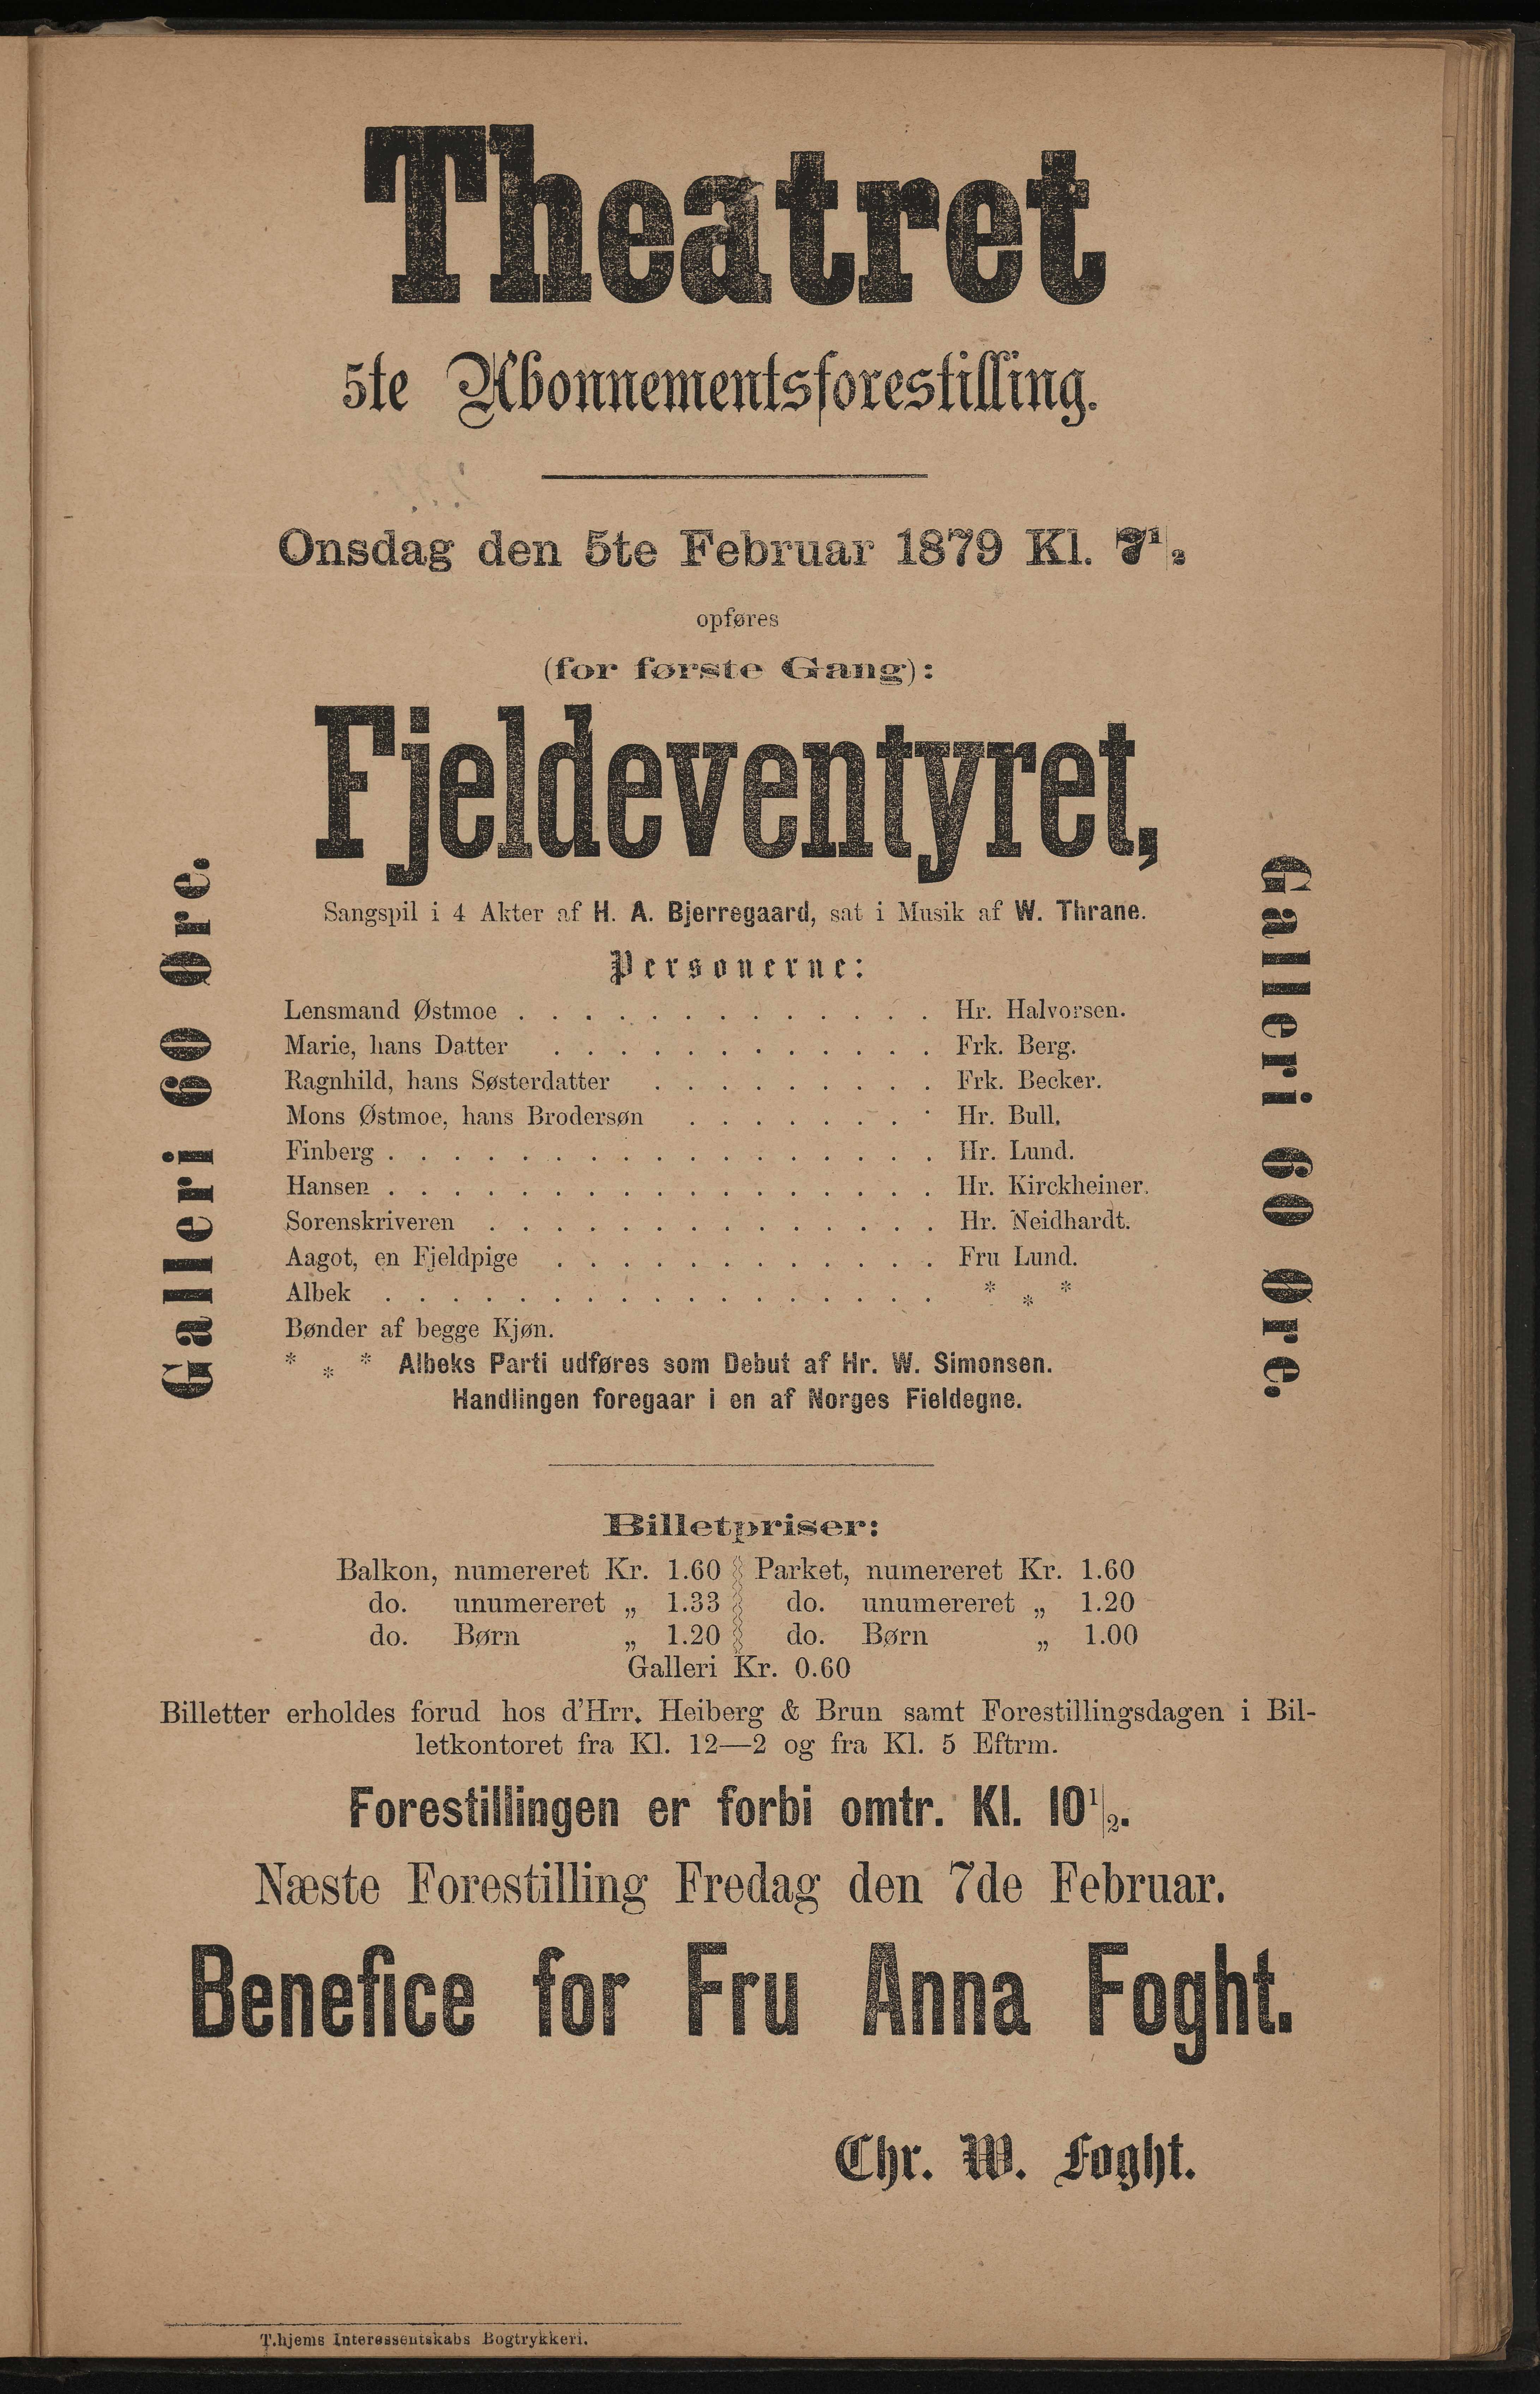 Theatret
5te Abonnementsforestilling.
Onsdag den 5te Februar 1879 Kl. 7 1/2
opføres
(for første Gang):
Fjeldeventyret,
Sangspil i 4 Akter af H. A. Bjerregaard, sat i Musik af W. Thrane.
Personerne:
Lensmand Østmoe . . . . . . . . . . . . . Hr. Halvorsen.
Marie, hans Datter . . . . . . . . . . . . Frk. Berg.
Ragnhild, hans Søsterdatter . . . . . . . . . Frk. Becker.
Mons Østmoe, hans Brodersøn . . . . . . . . Hr. Bull.
Finberg . . . . . . . . . . . . . . . . . Hr. Lund.
Hansen . . . . . . . . . . . . . . . . . Hr. Kirckheiner.
Sorenskriveren . . . . . . . . . . . . . . Hr. Neidhardt.
Aagot, en Fjeldpige . . . . . . . . . . . . Fru Lund.
Albek . . . . . . . . . . . . . . . . . * * *
Bønder af begge Kjøn.
* * * Albeks Parti udføres som Debut af Hr. W. Simonsen.
Handlingen foregaar i en af Norges Fieldegne.
Galleri 60 Øre.
Galleri 60 Øre.
Billetpriser:
Balkon, numereret Kr. 1.60 Parket, numereret Kr. 1.60
do. unumereret „ 1.33 do. unumereret „ 1.20
do. Børn „ 1.20 do. Børn „ 1.00
Galleri Kr. 0.60
Billetter erholdes forud hos d'Hrr. Heiberg & Brun samt Forestillingsdagen i Bil-
letkontoret fra Kl. 12—2 og fra Kl. 5 Eftrm.
Forestillingen er forbi omtr. Kl. 10 1/2.
Næste Forestilling Fredag den 7de Februar.
Benefice for Fru Anna Foght.
Chr. W. Foght.
T.hjems Interessentskabs Bogtrykkeri.